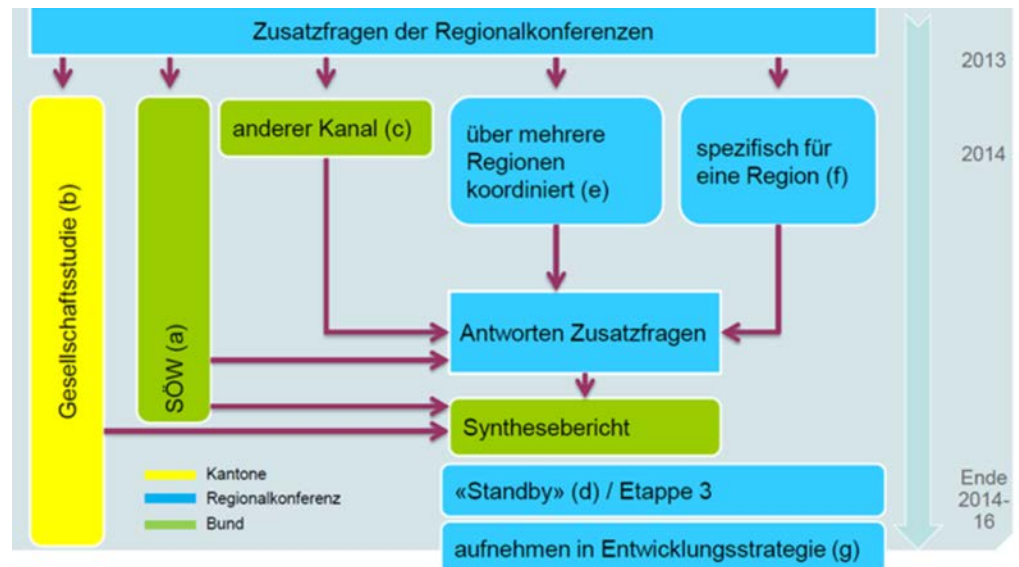 Zusatzfragen der Regionalkonferenzen
2013
Gesellschaftsstudie (b)
SÖW (a)
anderer Kanal (c)
über mehrere
Regionen
koordiniert (e)
spezifisch für
eine Region (f)
2014
Antworten Zusatzfragen
Synthesebericht
Kantone
Regionalkonferenz
Bund
«Standby» (d) / Etappe 3
Ende
2014-
16
aufnehmen in Entwicklungsstrategie (g)